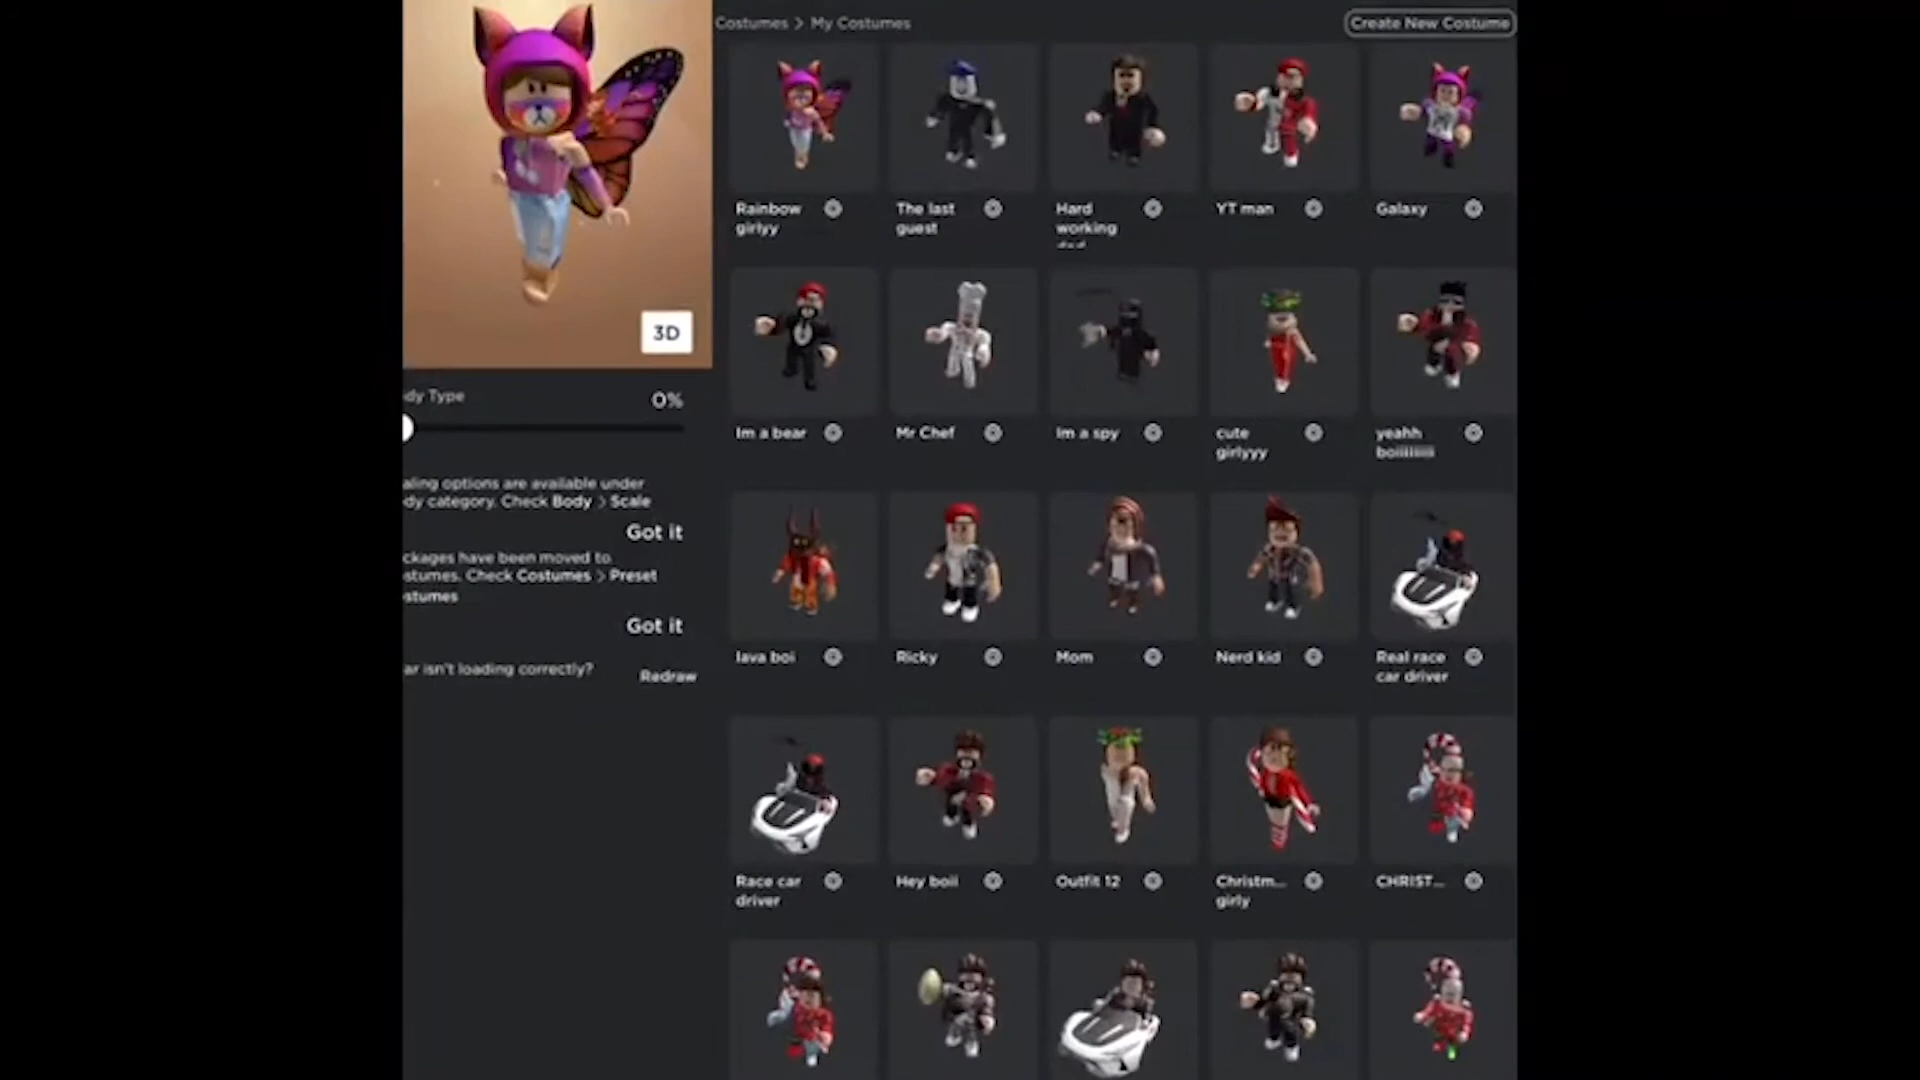 Costumes > My Costumes
Create New Costume
3D
dy Type
0%
aling options are available under
dy category. Check Body > Scale
Got it
ckages have been moved to
stumes. Check Costumes > Preset
stumes
Got it
ar isn't loading correctly?
Redraw
Rainbow
girlyy
The last
guest
Hard
working
YT man
Galaxy
Im a bear
Mr Chef
Im a spy
cute
girlyyy
yeahh
lava boi
Ricky
Mom
Nerd kid
Real race
car driver
Race car
driver
Hey boii
Outfit 12
Christm...
girly
CHRIST...